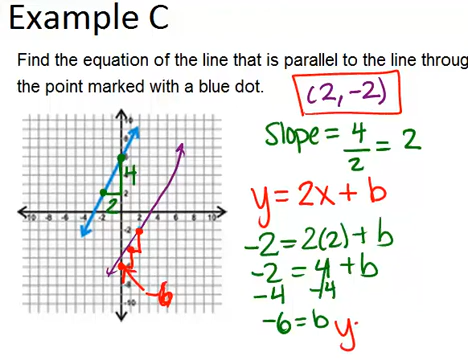 Example C
Find the equation of the line that is parallel to the line throug
the point marked with a blue dot.
(2,-2)
Slope = 4/2 = 2
y = 2x + b
-2 = 2(2) + b
-2 = 4 + b
-4 -4
-6 = b y
4
2
-6